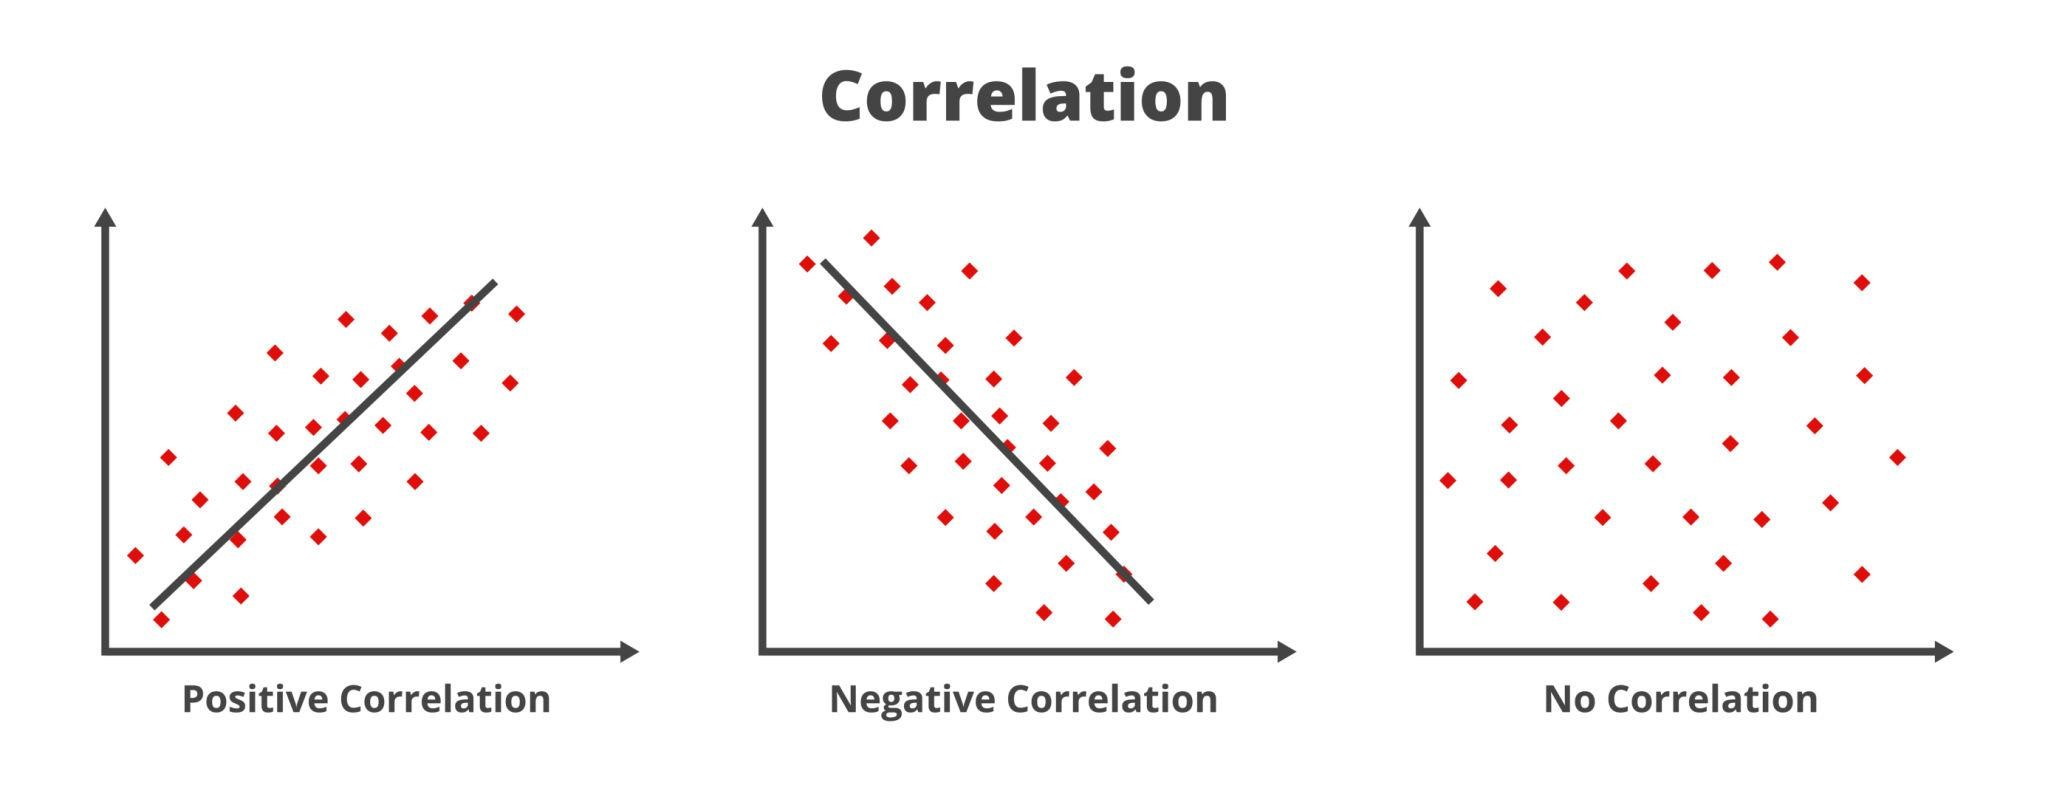 Correlation
Positive Correlation
Negative Correlation
No Correlation